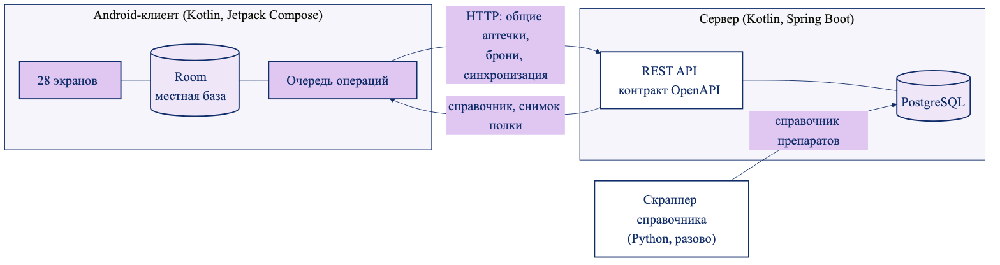 Android-клиент (Kotlin, Jetpack Compose)
28 экранов
Room
местная база
Очередь операций
HTTP: общие
аптечки,
брони,
синхронизация
справочник, снимок
полки
Сервер (Kotlin, Spring Boot)
REST API
контракт OpenAPI
PostgreSQL
справочник
препаратов
Скраппер
справочника
(Python, разово)